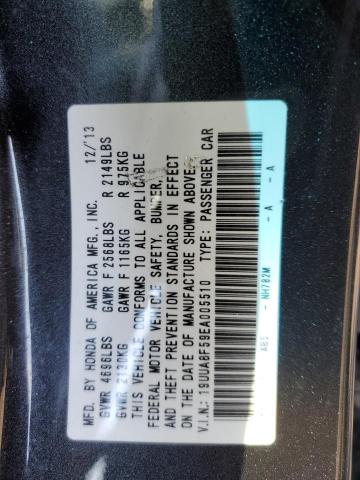 MFD. BY HONDA OF AMERICA MFG., INC. 12/'13
GVWR 4696LBS GAWR F 2568LBS R 2149LBS
GVWR 2130KG GAWR F 1165KG R 975KG
THIS VEHICLE CONFORMS TO ALL APPLICABLE
FEDERAL MOTOR VEHICLE SAFETY, BUMPER,
AND THEFT PREVENTION STANDARDS IN EFFECT
ON THE DATE OF MANUFACTURE SHOWN ABOVE.
V.I.N.: 19UUA8F59EA005510 TYPE: PASSENGER CAR
A85 - NH782M - A - A